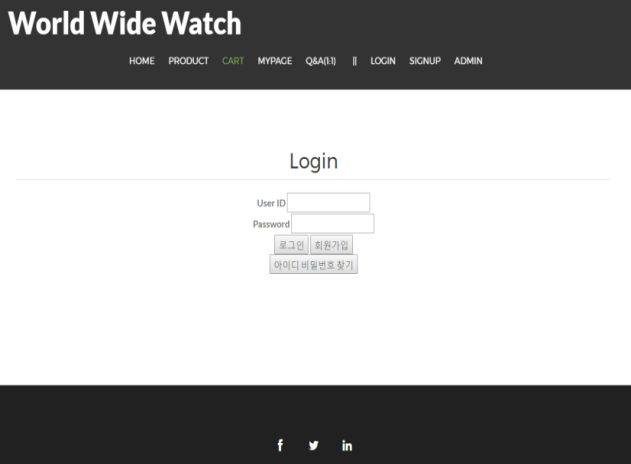 World Wide Watch
HOME PRODUCT CART MYPAGE Q&A(1:1) || LOGIN SIGNUP ADMIN
Login
User ID
Password
로그인 회원가입
아이디 비밀번호 찾기